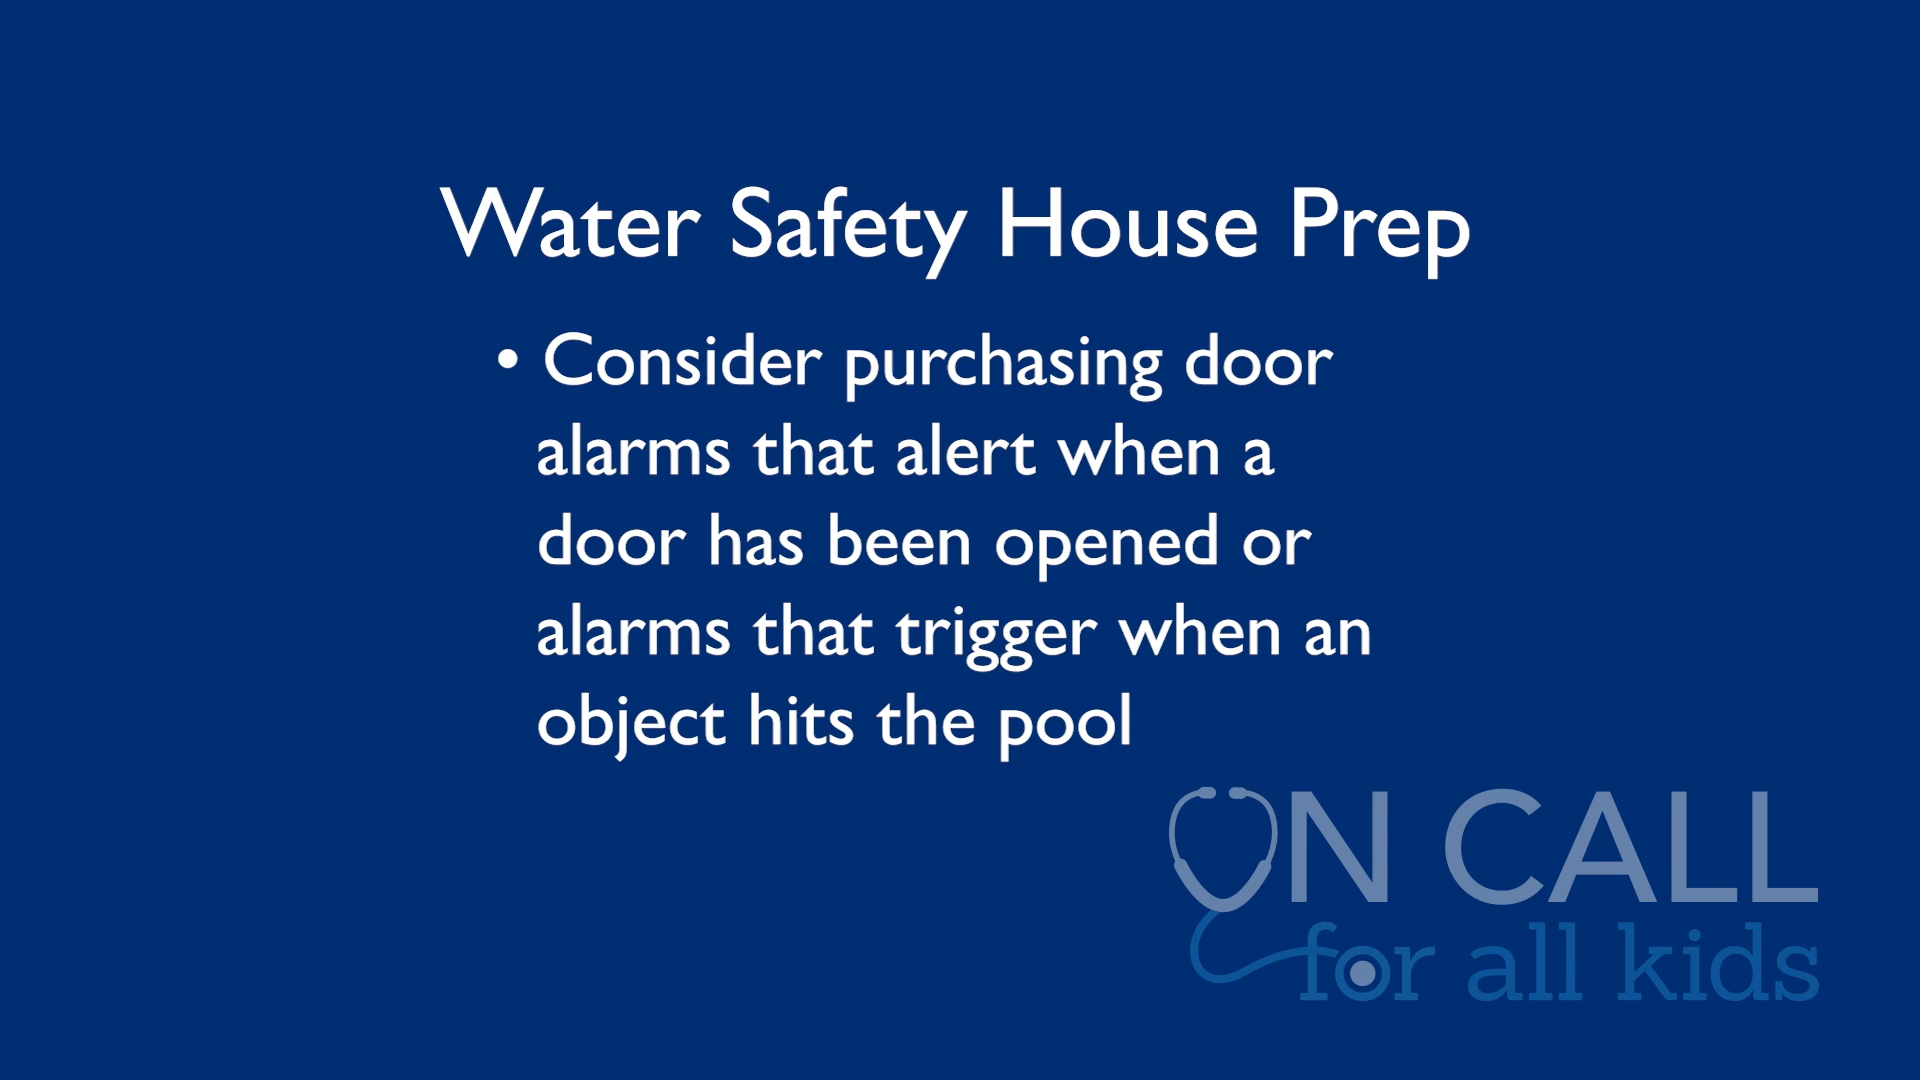 Water Safety House Prep
• Consider purchasing door
alarms that alert when a
door has been opened or
alarms that trigger when an
object hits the pool
ON CALL
for all kids